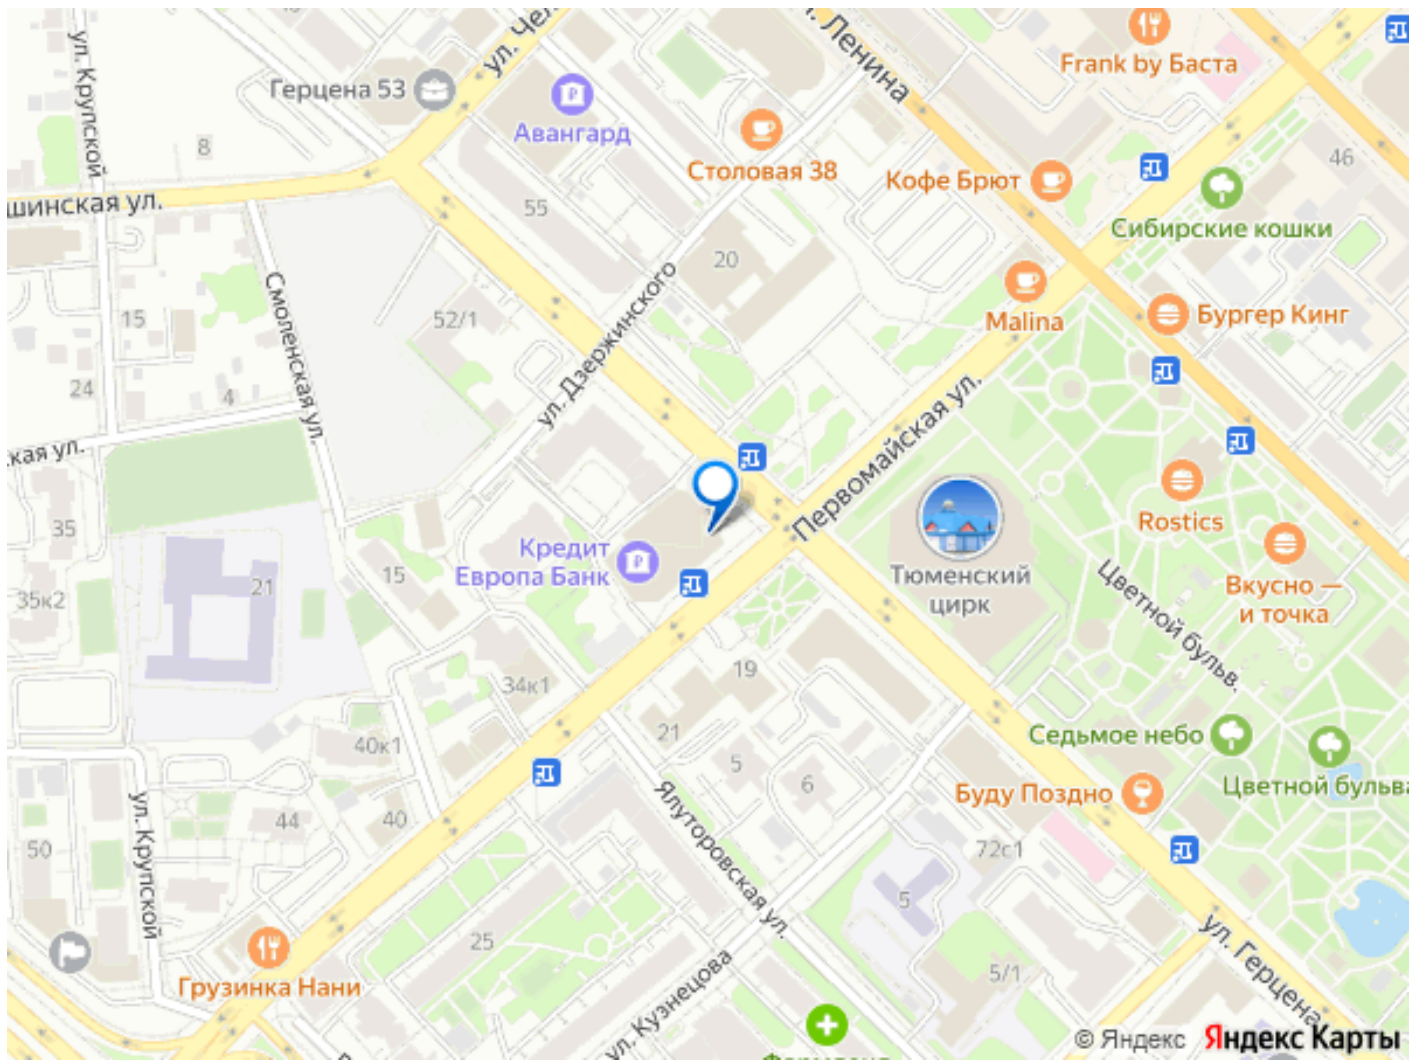 ул. Крупской
Герцена 53
Авангард
ул. Ленина
Frank by Баста
Столовая 38
Кофе Брют
46
8
Сибирские кошки
шинская ул.
55
20
Смоленская ул.
52/1
ул. Дзержинского
Malina
Бургер Кинг
15
24
4
кая ул.
Первомайская ул.
35
Rostics
Кредит
Европа Банк
Тюменский
цирк
Вкусно —
и точка
Цветной бульв.
35к2
21
15
34к1
19
40к1
21
5
6
Седьмое небо
Цветной бульва
Буду Поздно
ул. Крупской
50
44
40
Ялуторовская ул.
72с1
5
25
Грузинка Нани
ул. Кузнецова
5/1
ул. Герцена
© Яндекс Яндекс Карты